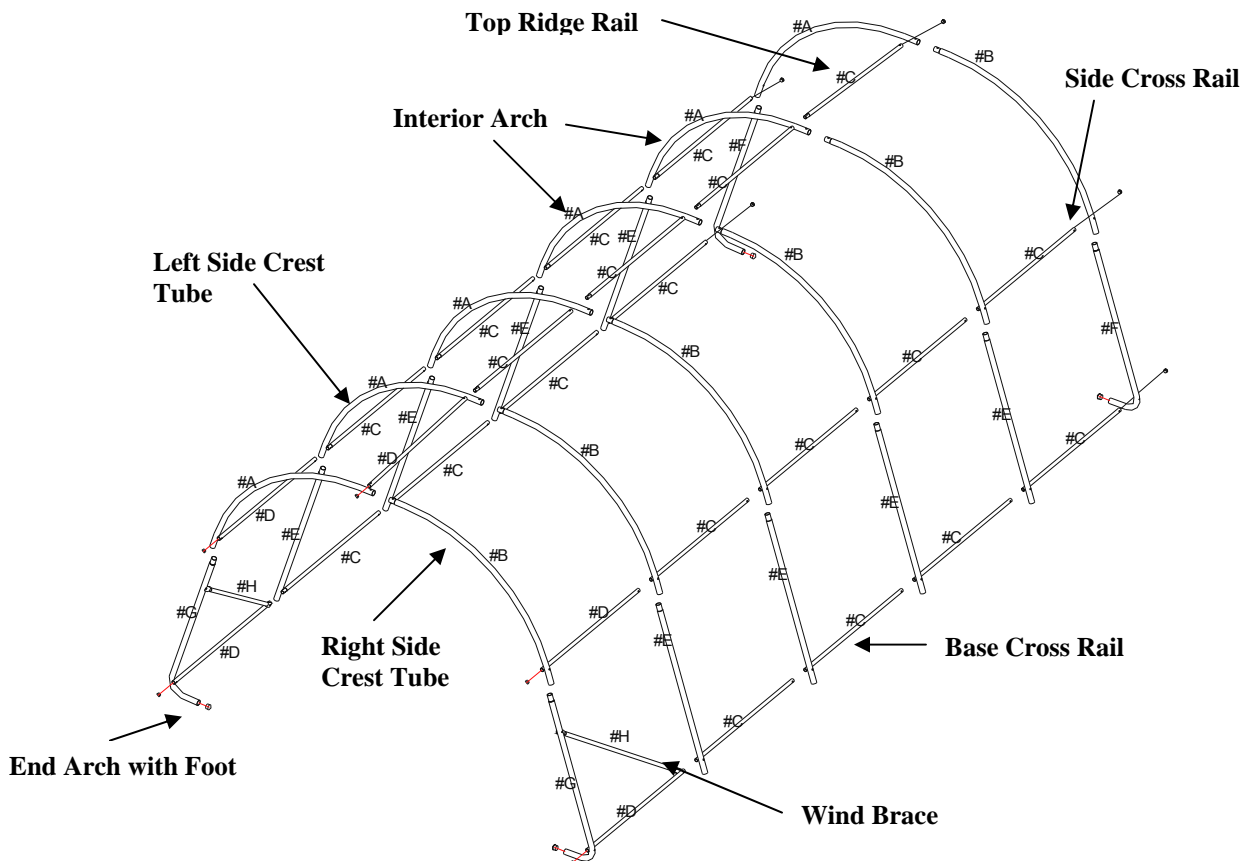 Top Ridge Rail
#A
#B
#C
Side Cross Rail
Interior Arch
#A
#F
#C
#B
#C
#A
#C
#E
#C
#B
#C
Left Side Crest
Tube
#A
#C
#E
#C
#C
#B
#C
#F
#A
#C
#E
#D
#C
#B
#C
#E
#C
#A
#D
#E
#C
#B
#C
#E
#C
#H
#G
#D
Right Side
Crest Tube
#D
#E
#E
#C
Base Cross Rail
#C
End Arch with Foot
#H
#G
#D
Wind Brace